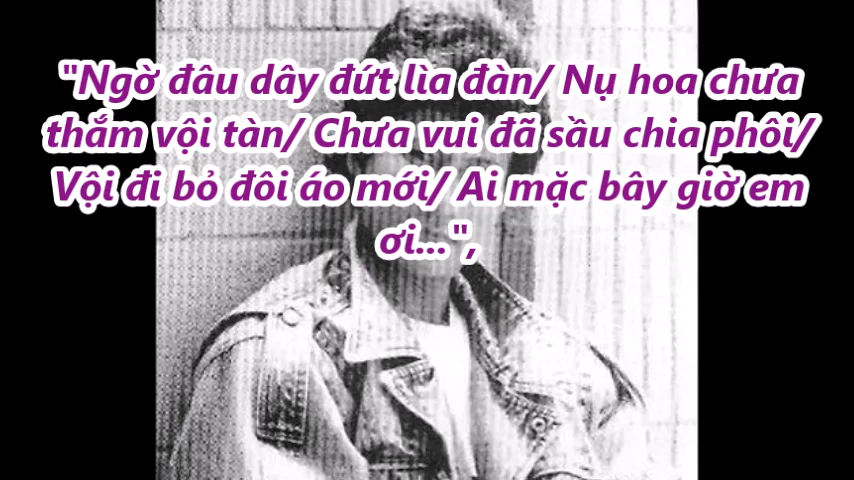 "Ngờ đâu dây đứt lìa đàn/ Nụ hoa chưa
thắm vội tàn/ Chưa vui đã sầu chia phôi/
Vội đi bỏ đôi áo mới/ Ai mặc bây giờ em
ơi...",